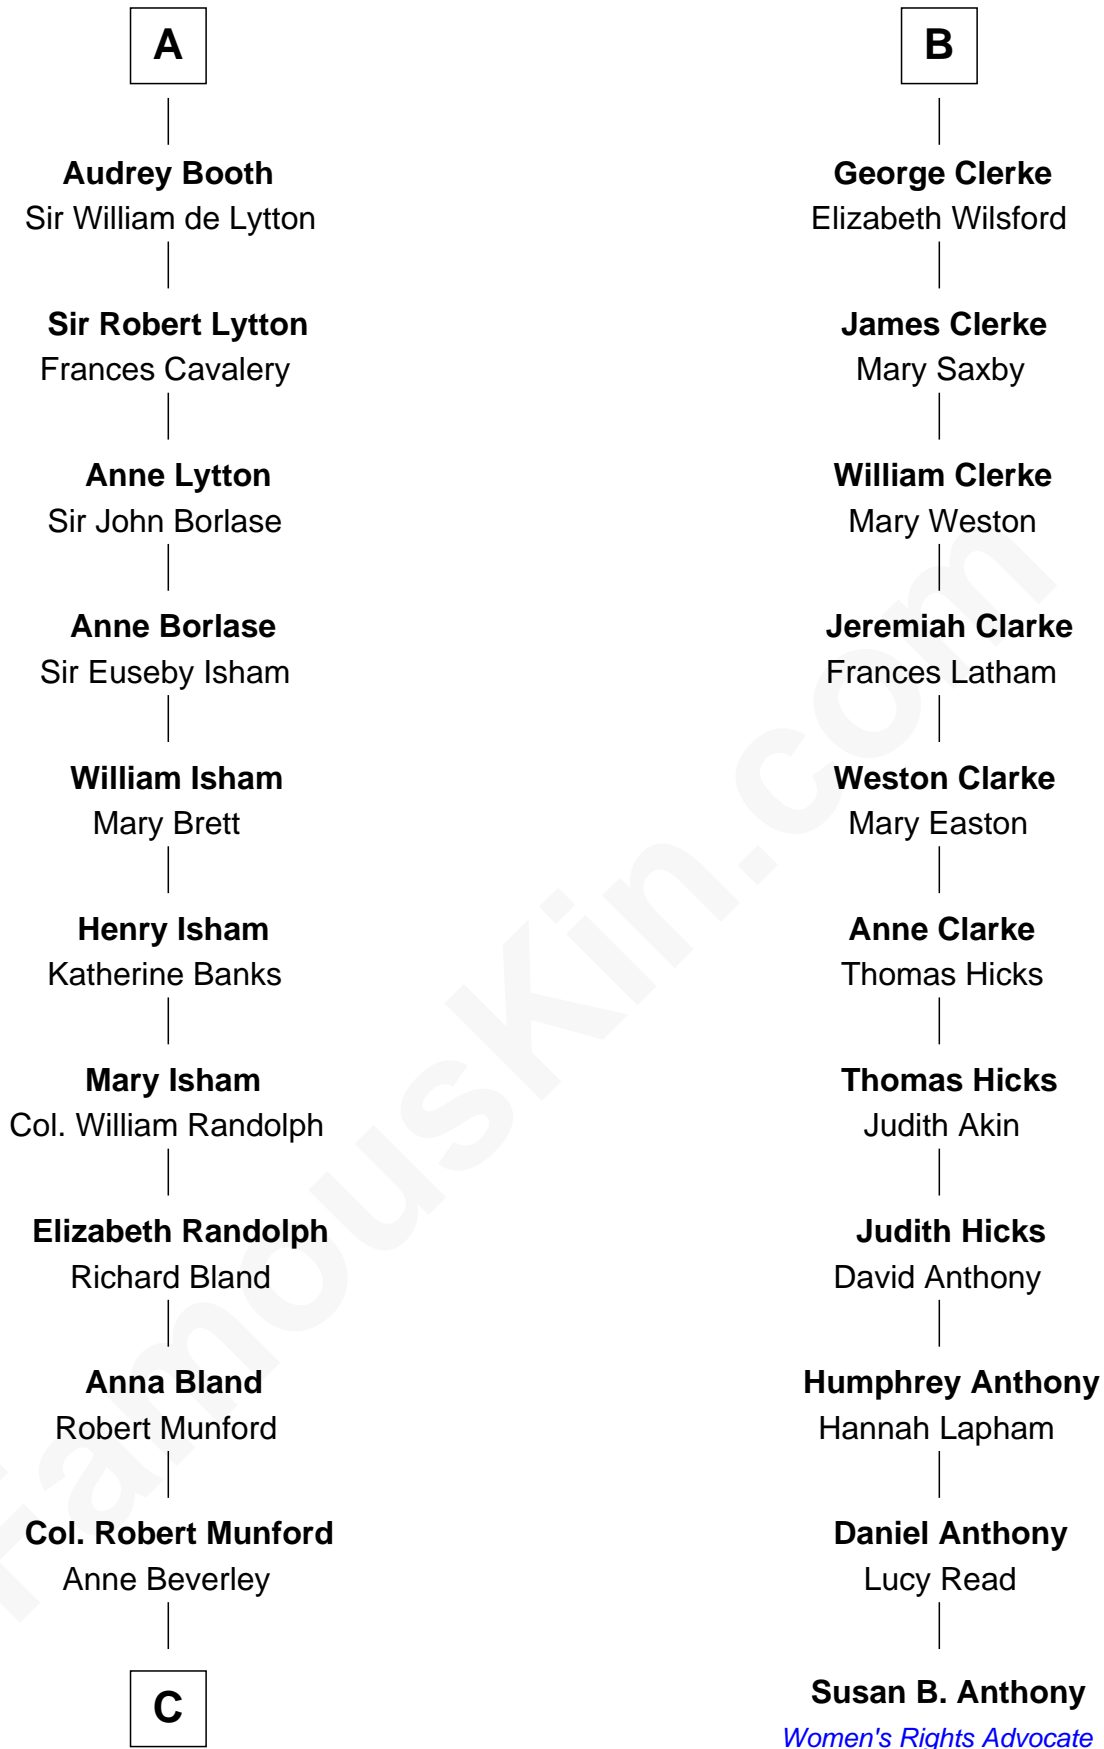 A
Audrey Booth
Sir William de Lytton
Sir Robert Lytton
Frances Cavalery
Anne Lytton
Sir John Borlase
Anne Borlase
Sir Euseby Isham
William Isham
Mary Brett
Henry Isham
Katherine Banks
Mary Isham
Col. William Randolph
Elizabeth Randolph
Richard Bland
Anna Bland
Robert Munford
Col. Robert Munford
Anne Beverley
C
B
George Clerke
Elizabeth Wilsford
James Clerke
Mary Saxby
William Clerke
Mary Weston
Jeremiah Clarke
Frances Latham
Weston Clarke
Mary Easton
Anne Clarke
Thomas Hicks
Thomas Hicks
Judith Akin
Judith Hicks
David Anthony
Humphrey Anthony
Hannah Lapham
Daniel Anthony
Lucy Read
Susan B. Anthony
Women's Rights Advocate
FamousKin.com